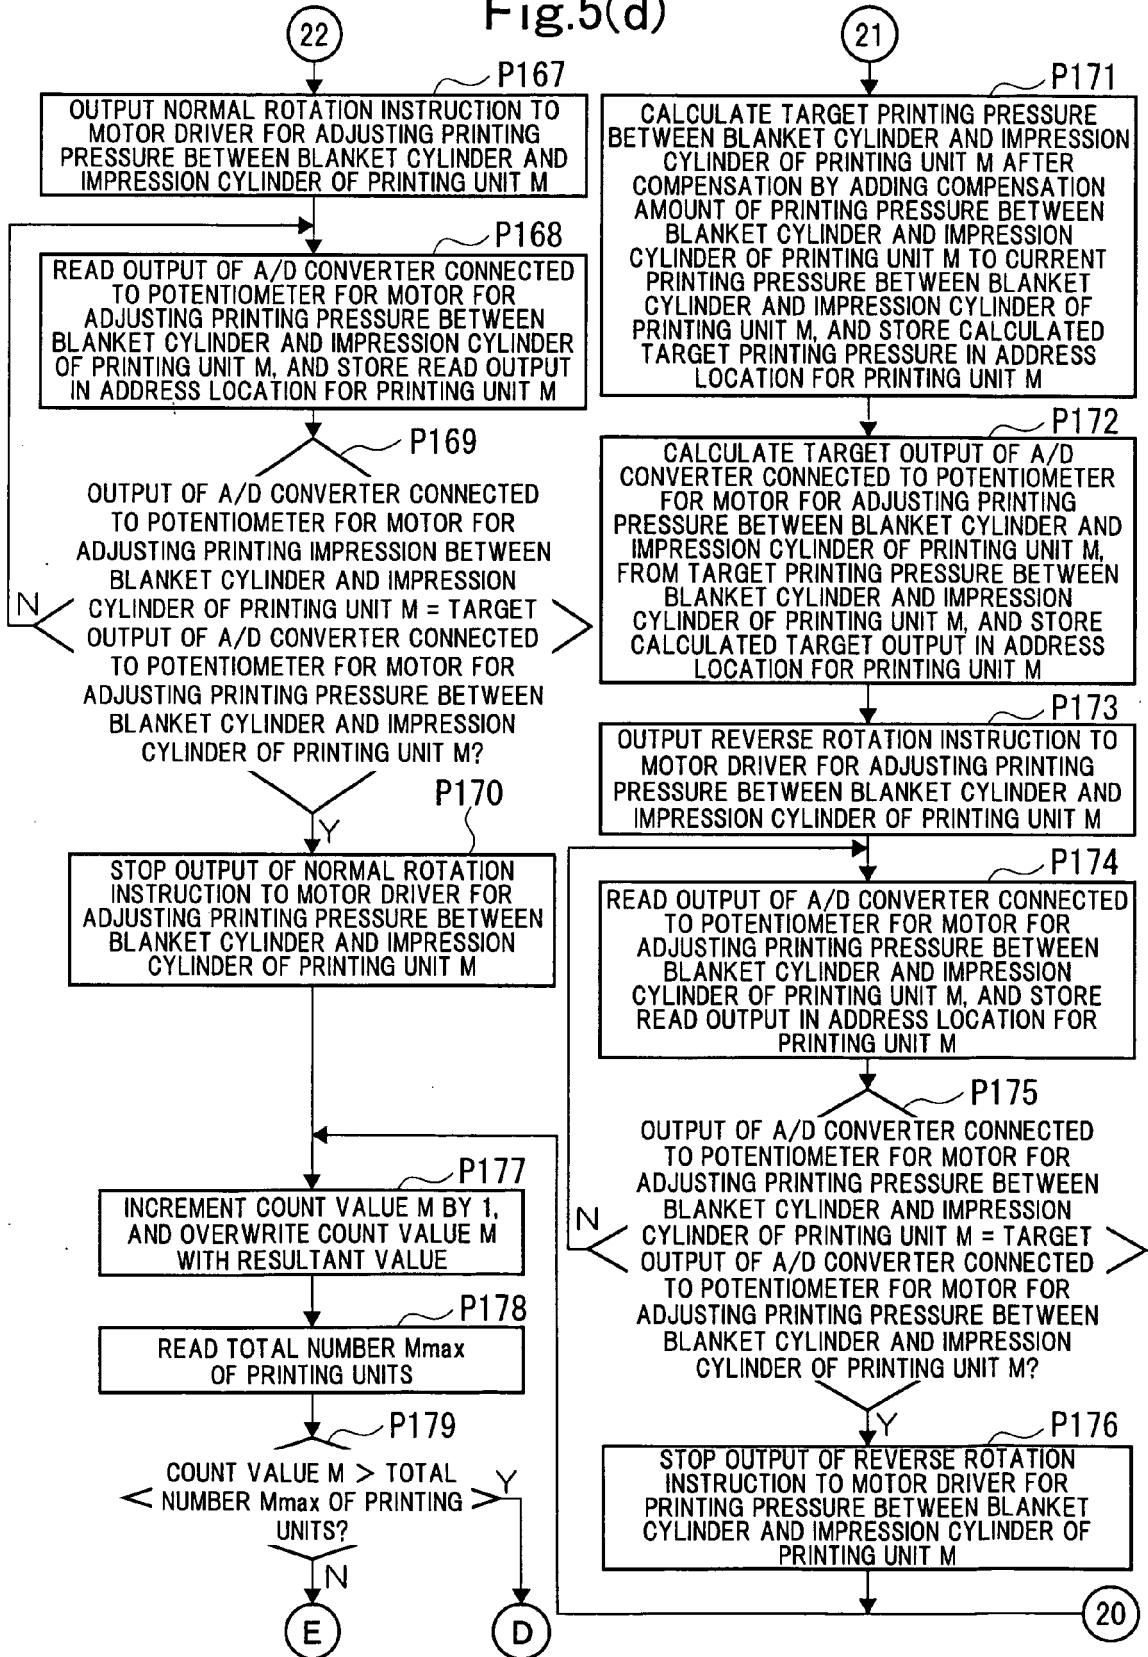 Fig.5(d)
22
P167
OUTPUT NORMAL ROTATION INSTRUCTION TO
MOTOR DRIVER FOR ADJUSTING PRINTING
PRESSURE BETWEEN BLANKET CYLINDER AND
IMPRESSION CYLINDER OF PRINTING UNIT M
P168
READ OUTPUT OF A/D CONVERTER CONNECTED
TO POTENTIOMETER FOR MOTOR FOR
ADJUSTING PRINTING PRESSURE BETWEEN
BLANKET CYLINDER AND IMPRESSION CYLINDER
OF PRINTING UNIT M, AND STORE READ OUTPUT
IN ADDRESS LOCATION FOR PRINTING UNIT M
P169
OUTPUT OF A/D CONVERTER CONNECTED
TO POTENTIOMETER FOR MOTOR FOR
ADJUSTING PRINTING IMPRESSION BETWEEN
BLANKET CYLINDER AND IMPRESSION
CYLINDER OF PRINTING UNIT M = TARGET
OUTPUT OF A/D CONVERTER CONNECTED
TO POTENTIOMETER FOR MOTOR FOR
ADJUSTING PRINTING PRESSURE BETWEEN
BLANKET CYLINDER AND IMPRESSION
CYLINDER OF PRINTING UNIT M?
N
Y
P170
STOP OUTPUT OF NORMAL ROTATION
INSTRUCTION TO MOTOR DRIVER FOR
ADJUSTING PRINTING PRESSURE BETWEEN
BLANKET CYLINDER AND IMPRESSION
CYLINDER OF PRINTING UNIT M
P177
INCREMENT COUNT VALUE M BY 1,
AND OVERWRITE COUNT VALUE M
WITH RESULTANT VALUE
P178
READ TOTAL NUMBER Mmax
OF PRINTING UNITS
P179
COUNT VALUE M > TOTAL
NUMBER Mmax OF PRINTING
UNITS?
Y
N
E
D
21
P171
CALCULATE TARGET PRINTING PRESSURE
BETWEEN BLANKET CYLINDER AND IMPRESSION
CYLINDER OF PRINTING UNIT M AFTER
COMPENSATION BY ADDING COMPENSATION
AMOUNT OF PRINTING PRESSURE BETWEEN
BLANKET CYLINDER AND IMPRESSION
CYLINDER OF PRINTING UNIT M TO CURRENT
PRINTING PRESSURE BETWEEN BLANKET
CYLINDER AND IMPRESSION CYLINDER OF
PRINTING UNIT M, AND STORE CALCULATED
TARGET PRINTING PRESSURE IN ADDRESS
LOCATION FOR PRINTING UNIT M
P172
CALCULATE TARGET OUTPUT OF A/D
CONVERTER CONNECTED TO POTENTIOMETER
FOR MOTOR FOR ADJUSTING PRINTING
PRESSURE BETWEEN BLANKET CYLINDER AND
IMPRESSION CYLINDER OF PRINTING UNIT M,
FROM TARGET PRINTING PRESSURE BETWEEN
BLANKET CYLINDER AND IMPRESSION
CYLINDER OF PRINTING UNIT M, AND STORE
CALCULATED TARGET OUTPUT IN ADDRESS
LOCATION FOR PRINTING UNIT M
P173
OUTPUT REVERSE ROTATION INSTRUCTION TO
MOTOR DRIVER FOR ADJUSTING PRINTING
PRESSURE BETWEEN BLANKET CYLINDER AND
IMPRESSION CYLINDER OF PRINTING UNIT M
P174
READ OUTPUT OF A/D CONVERTER CONNECTED
TO POTENTIOMETER FOR MOTOR FOR
ADJUSTING PRINTING PRESSURE BETWEEN
BLANKET CYLINDER AND IMPRESSION
CYLINDER OF PRINTING UNIT M, AND STORE
READ OUTPUT IN ADDRESS LOCATION FOR
PRINTING UNIT M
P175
OUTPUT OF A/D CONVERTER CONNECTED
TO POTENTIOMETER FOR MOTOR FOR
ADJUSTING PRINTING PRESSURE BETWEEN
BLANKET CYLINDER AND IMPRESSION
CYLINDER OF PRINTING UNIT M = TARGET
OUTPUT OF A/D CONVERTER CONNECTED
TO POTENTIOMETER FOR MOTOR FOR
ADJUSTING PRINTING PRESSURE BETWEEN
BLANKET CYLINDER AND IMPRESSION
CYLINDER OF PRINTING UNIT M?
N
Y
P176
STOP OUTPUT OF REVERSE ROTATION
INSTRUCTION TO MOTOR DRIVER FOR
PRINTING PRESSURE BETWEEN BLANKET
CYLINDER AND IMPRESSION CYLINDER OF
PRINTING UNIT M
20